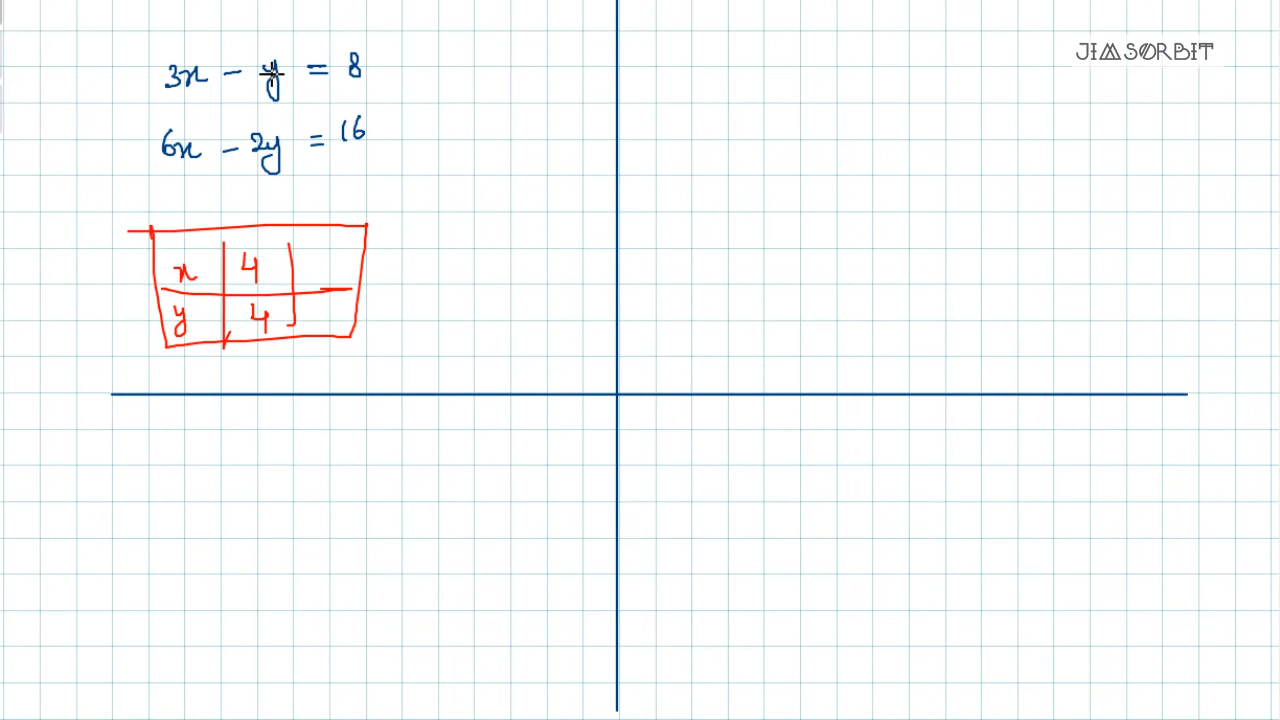 JIMSORBIT
3x - y = 8
6x - 2y = 16
x 4
y 4